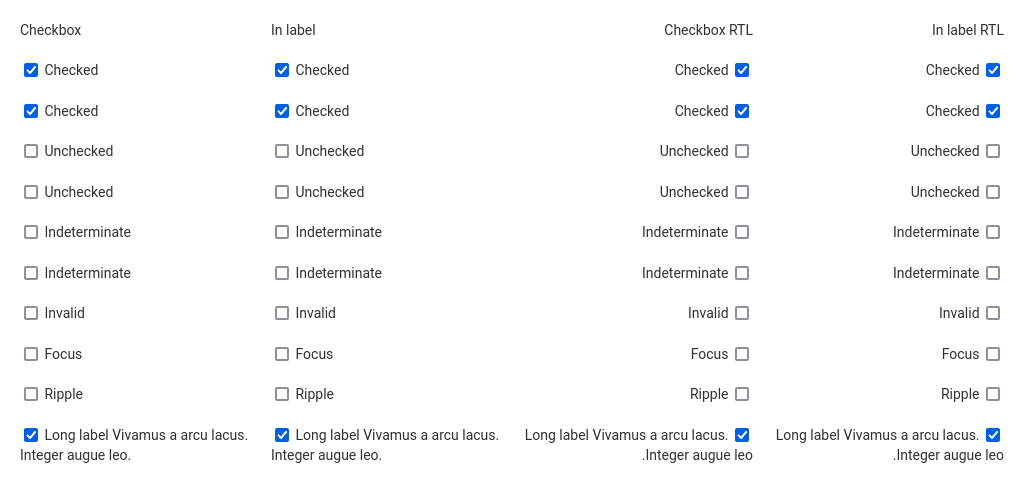 Checkbox In label Checkbox RTL In label RTL
Checked Checked Checked Checked
Checked Checked Checked Checked
Unchecked Unchecked Unchecked Unchecked
Unchecked Unchecked Unchecked Unchecked
Indeterminate Indeterminate Indeterminate Indeterminate
Indeterminate Indeterminate Indeterminate Indeterminate
Invalid Invalid Invalid Invalid
Focus Focus Focus Focus
Ripple Ripple Ripple Ripple
Long label Vivamus a arcu lacus. Long label Vivamus a arcu lacus. Long label Vivamus a arcu lacus. Long label Vivamus a arcu lacus.
Integer augue leo. Integer augue leo. .Integer augue leo .Integer augue leo